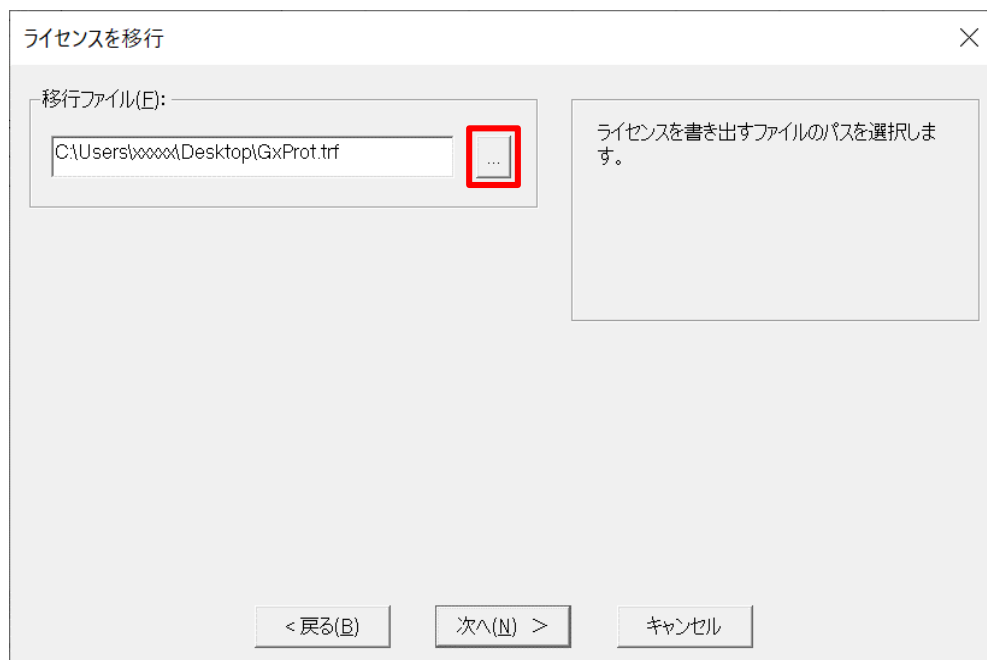 ライセンスを移行
移行ファイル(F):
C:\Users\xxxxx\Desktop\GxProt.trf
...
ライセンスを書き出すファイルのパスを選択しま
す。
< 戻る(B)
次へ(N) >
キャンセル